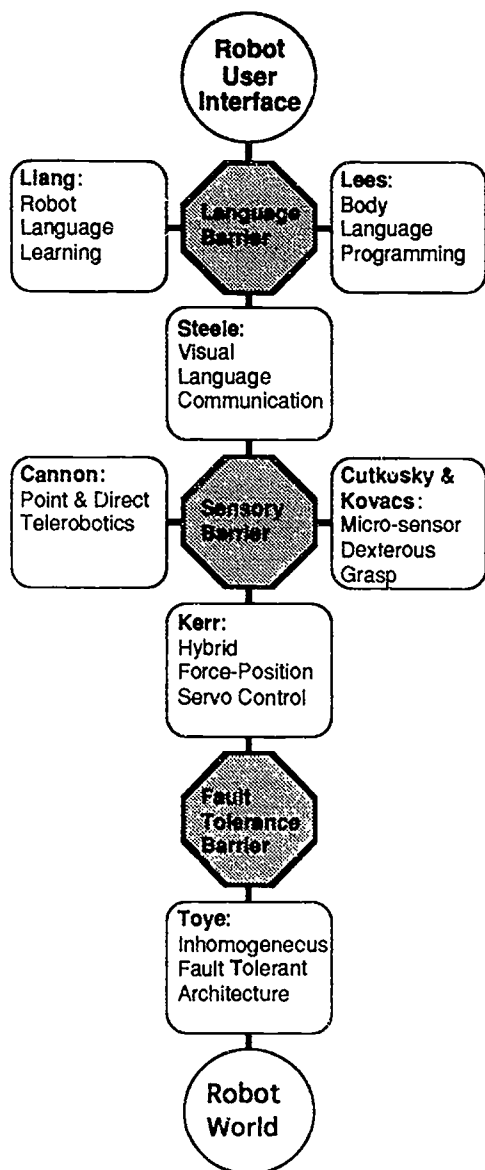 Robot
User
Interface
Liang:
Robot
Language
Learning
Language
Barrier
Lees:
Body
Language
Programming
Steele:
Visual
Language
Communication
Cannon:
Point & Direct
Telerobotics
Sensory
Barrier
Cutkosky &
Kovacs:
Micro-sensor
Dexterous
Grasp
Kerr:
Hybrid
Force-Position
Servo Control
Fault
Tolerance
Barrier
Toye:
Inhomogenecus
Fault Tolerant
Architecture
Robot
World